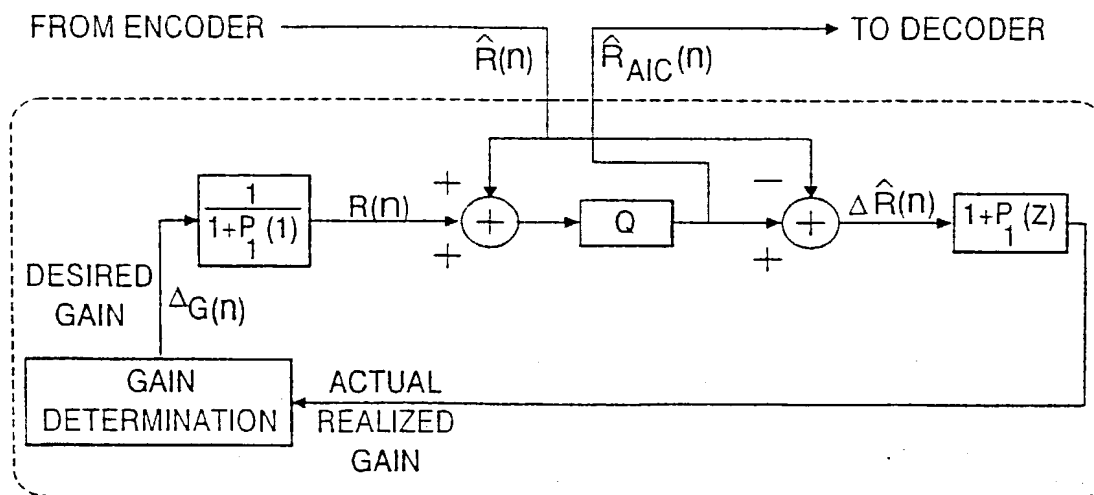 FROM ENCODER
R̂(n)
R̂AIC(n)
TO DECODER
1
1+P1(1)
R(n)
+
+
+
Q
−
+
+
ΔR̂(n)
1+P1(Z)
DESIRED
GAIN
ΔG(n)
GAIN
DETERMINATION
ACTUAL
REALIZED
GAIN